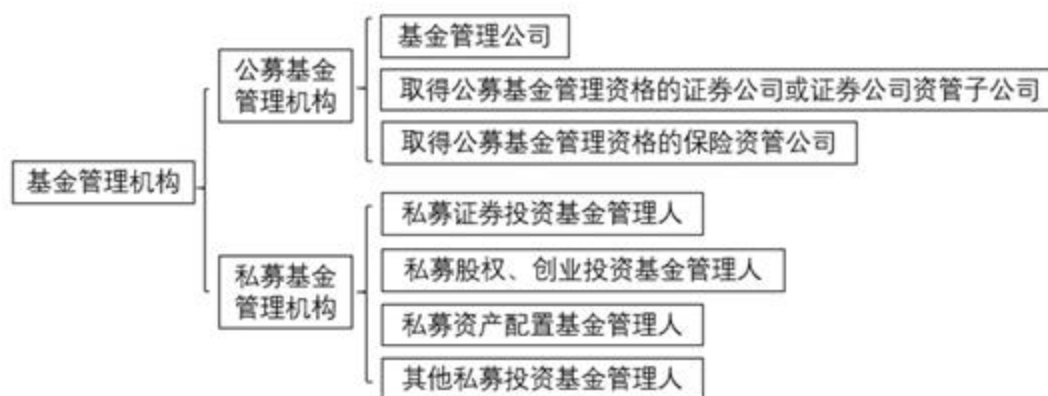 基金管理机构
公募基金
管理机构
基金管理公司
取得公募基金管理资格的证券公司或证券公司资管子公司
取得公募基金管理资格的保险资管公司
私募基金
管理机构
私募证券投资基金管理人
私募股权、创业投资基金管理人
私募资产配置基金管理人
其他私募投资基金管理人